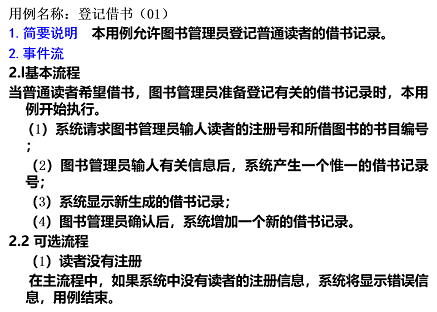 用例名称：登记借书（01）
1. 简要说明　本用例允许图书管理员登记普通读者的借书记录。
2. 事件流
2.l基本流程
当普通读者希望借书，图书管理员准备登记有关的借书记录时，本用
例开始执行。
（1）系统请求图书管理员输人读者的注册号和所借图书的书目编号
；
（2）图书管理员输人有关信息后，系统产生一个惟一的借书记录
号；
（3）系统显示新生成的借书记录；
（4）图书管理员确认后，系统增加一个新的借书记录。
2.2 可选流程
（1）读者没有注册
在主流程中，如果系统中没有读者的注册信息，系统将显示错误信
息，用例结束。